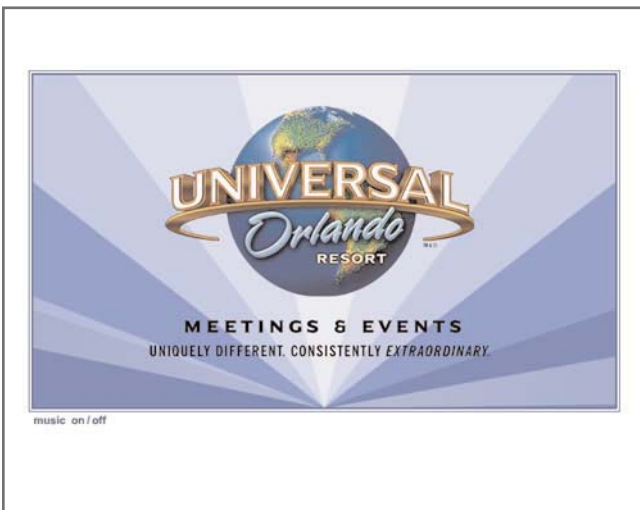 UNIVERSAL
Orlando
RESORT
MEETINGS & EVENTS
UNIQUELY DIFFERENT. CONSISTENTLY EXTRAORDINARY.
music on / off